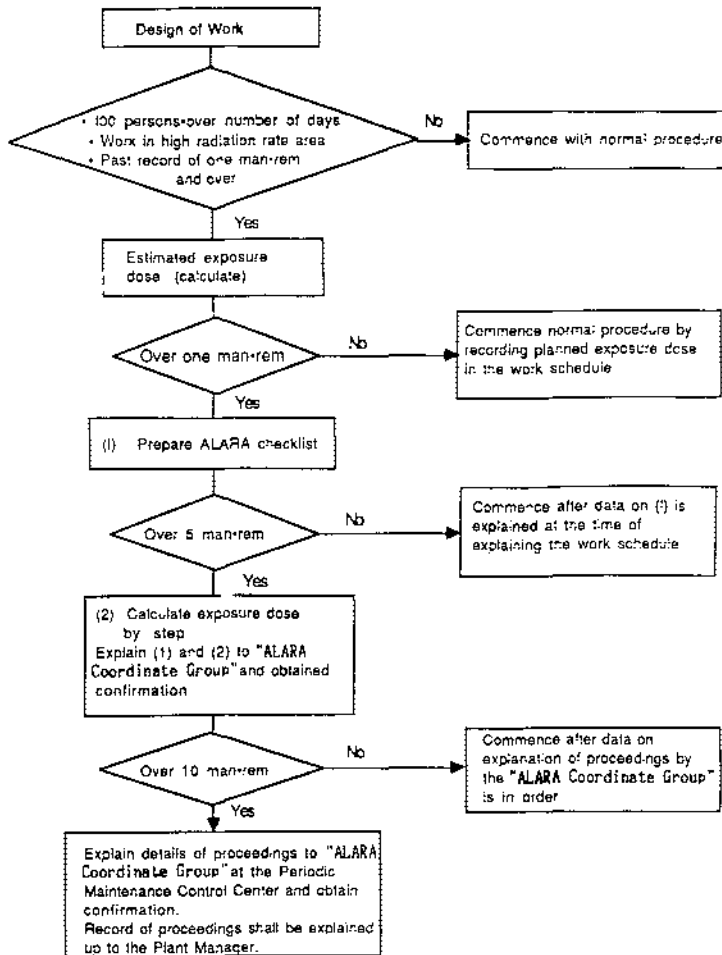 Design of Work
• 100 persons•over number of days
• Work in high radiation rate area
• Past record of one man•rem
and over
No
Commence with normal procedure
Yes
Estimated exposure
dose (calculate)
Over one man•rem
No
Commence normal procedure by
recording planned exposure dose
in the work schedule
Yes
(I) Prepare ALARA checklist
Over 5 man•rem
No
Commence after data on (I) is
explained at the time of
explaining the work schedule
Yes
(2) Calculate exposure dose
by step
Explain (1) and (2) to "ALARA
Coordinate Group" and obtained
confirmation
Over 10 man•rem
No
Commence after data on
explanation of proceedings by
the "ALARA Coordinate Group"
is in order
Yes
Explain details of proceedings to "ALARA
Coordinate Group" at the Periodic
Maintenance Control Center and obtain
confirmation.
Record of proceedings shall be explained
up to the Plant Manager.